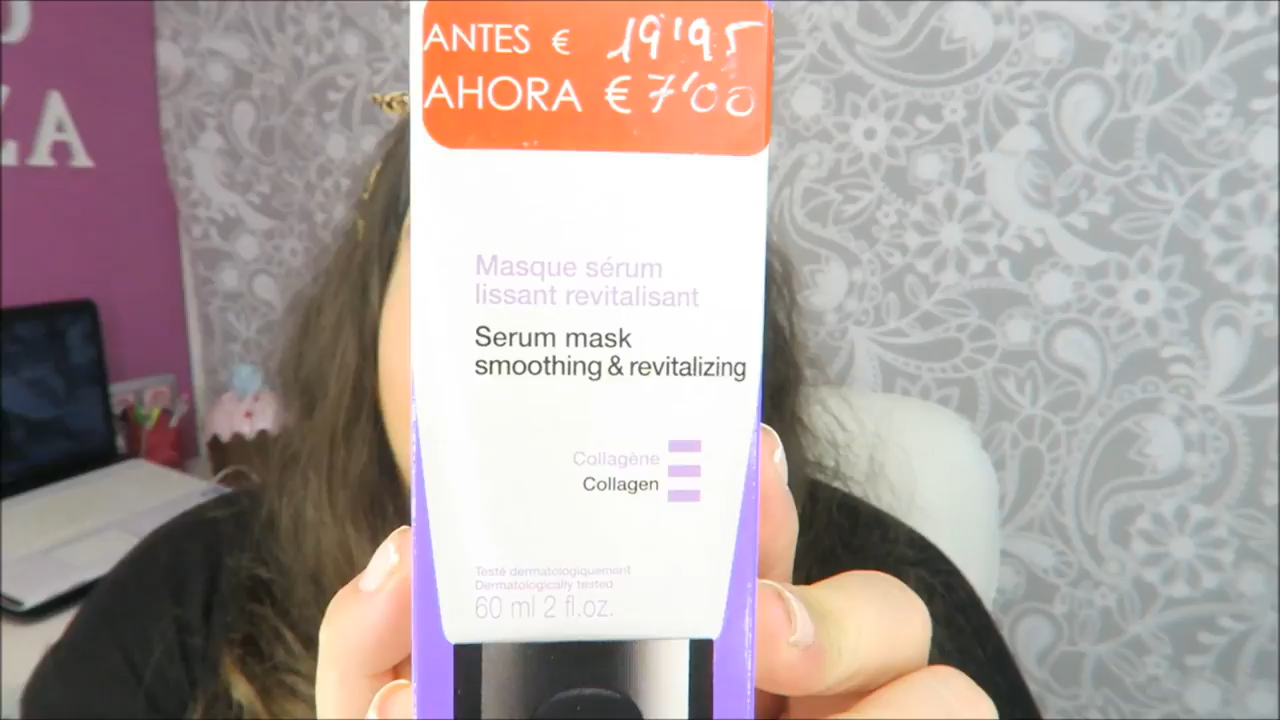 ANTES € 19'95
AHORA € 7'00
ZA
Masque sérum
lissant revitalisant
Serum mask
smoothing & revitalizing
Collagène
Collagen
Testé dermatologiquement
Dermatologically tested
60 ml 2 fl.oz.